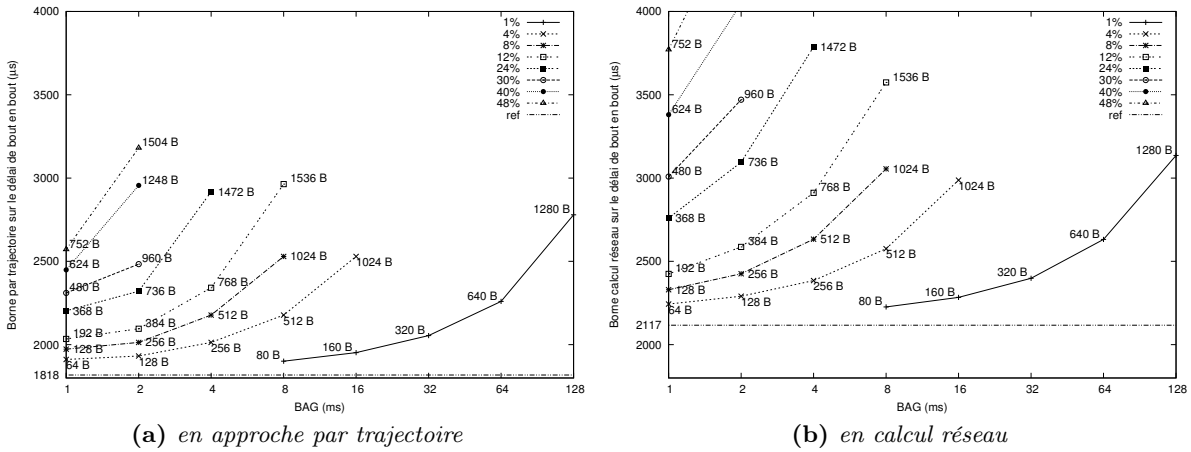 4000
3500
3000
2500
2000
1818
Borne par trajectoire sur le délai de bout en bout (µs)
1 2 4 8 16 32 64 128
BAG (ms)
1%
4%
8%
12%
24%
30%
40%
48%
ref
1504 B
1248 B
1472 B
1536 B
1280 B
752 B
624 B
960 B
1024 B
1024 B
480 B
368 B
736 B
768 B
640 B
192 B
384 B
512 B
512 B
320 B
128 B
256 B
256 B
64 B
128 B
80 B
160 B
(a) en approche par trajectoire
4000
3500
3000
2500
2117
2000
Borne calcul réseau sur le délai de bout en bout (µs)
1 2 4 8 16 32 64 128
BAG (ms)
1%
4%
8%
12%
24%
30%
40%
48%
ref
752 B
1472 B
1536 B
624 B
960 B
1280 B
480 B
736 B
1024 B
1024 B
368 B
768 B
640 B
192 B
384 B
512 B
512 B
320 B
128 B
256 B
256 B
64 B
128 B
80 B
160 B
(b) en calcul réseau